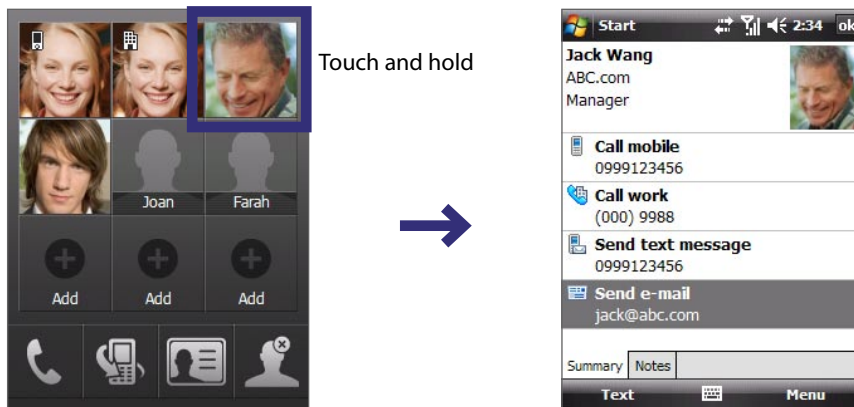 Touch and hold
Joan
Farah
Add
Add
Add
Start
2:34
ok
Jack Wang
ABC.com
Manager
Call mobile
0999123456
Call work
(000) 9988
Send text message
0999123456
Send e-mail
jack@abc.com
Summary
Notes
Text
Menu